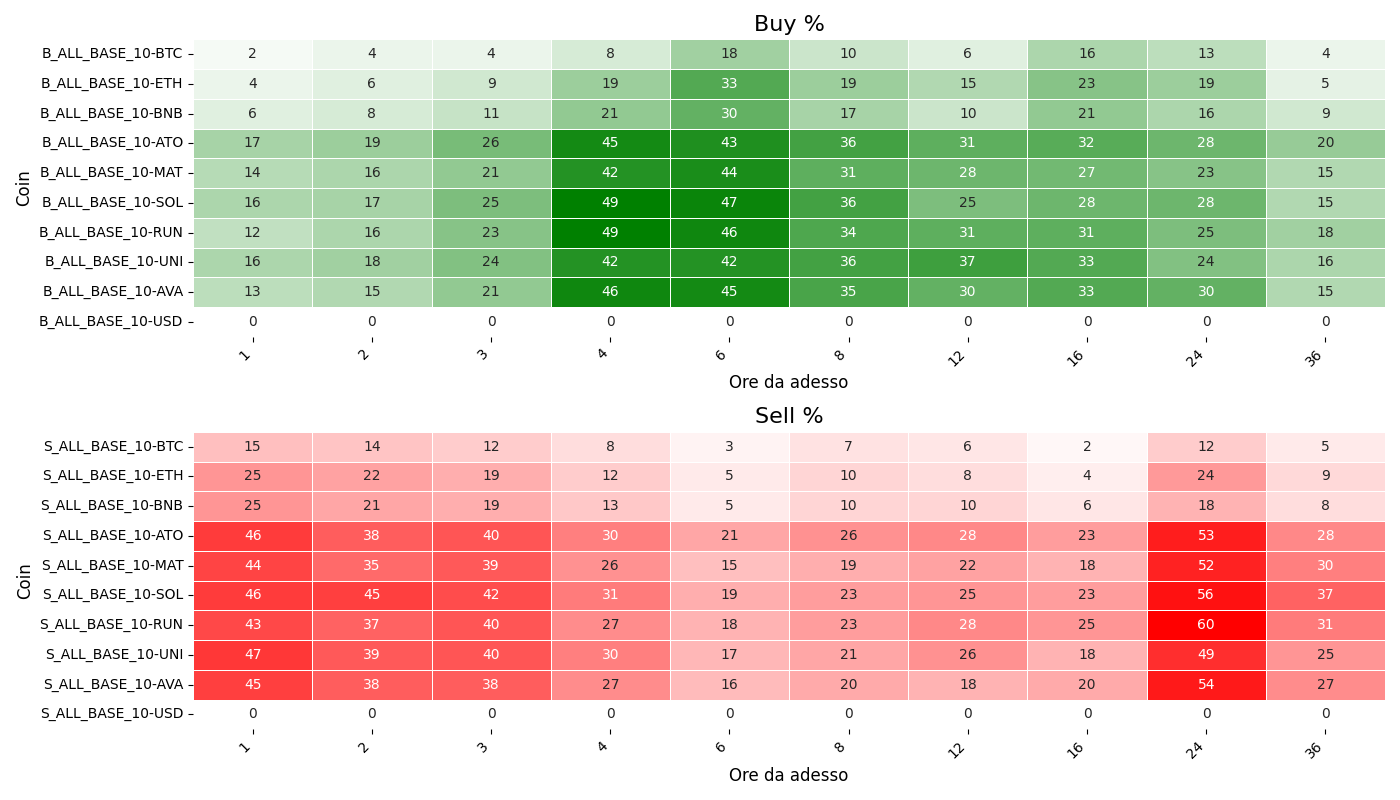 Buy %
Coin
B_ALL_BASE_10-BTC 2 4 4 8 18 10 6 16 13 4
B_ALL_BASE_10-ETH 4 6 9 19 33 19 15 23 19 5
B_ALL_BASE_10-BNB 6 8 11 21 30 17 10 21 16 9
B_ALL_BASE_10-ATO 17 19 26 45 43 36 31 32 28 20
B_ALL_BASE_10-MAT 14 16 21 42 44 31 28 27 23 15
B_ALL_BASE_10-SOL 16 17 25 49 47 36 25 28 28 15
B_ALL_BASE_10-RUN 12 16 23 49 46 34 31 31 25 18
B_ALL_BASE_10-UNI 16 18 24 42 42 36 37 33 24 16
B_ALL_BASE_10-AVA 13 15 21 46 45 35 30 33 30 15
B_ALL_BASE_10-USD 0 0 0 0 0 0 0 0 0 0
1 2 3 4 6 8 12 16 24 36
Ore da adesso
Sell %
Coin
S_ALL_BASE_10-BTC 15 14 12 8 3 7 6 2 12 5
S_ALL_BASE_10-ETH 25 22 19 12 5 10 8 4 24 9
S_ALL_BASE_10-BNB 25 21 19 13 5 10 10 6 18 8
S_ALL_BASE_10-ATO 46 38 40 30 21 26 28 23 53 28
S_ALL_BASE_10-MAT 44 35 39 26 15 19 22 18 52 30
S_ALL_BASE_10-SOL 46 45 42 31 19 23 25 23 56 37
S_ALL_BASE_10-RUN 43 37 40 27 18 23 28 25 60 31
S_ALL_BASE_10-UNI 47 39 40 30 17 21 26 18 49 25
S_ALL_BASE_10-AVA 45 38 38 27 16 20 18 20 54 27
S_ALL_BASE_10-USD 0 0 0 0 0 0 0 0 0 0
1 2 3 4 6 8 12 16 24 36
Ore da adesso